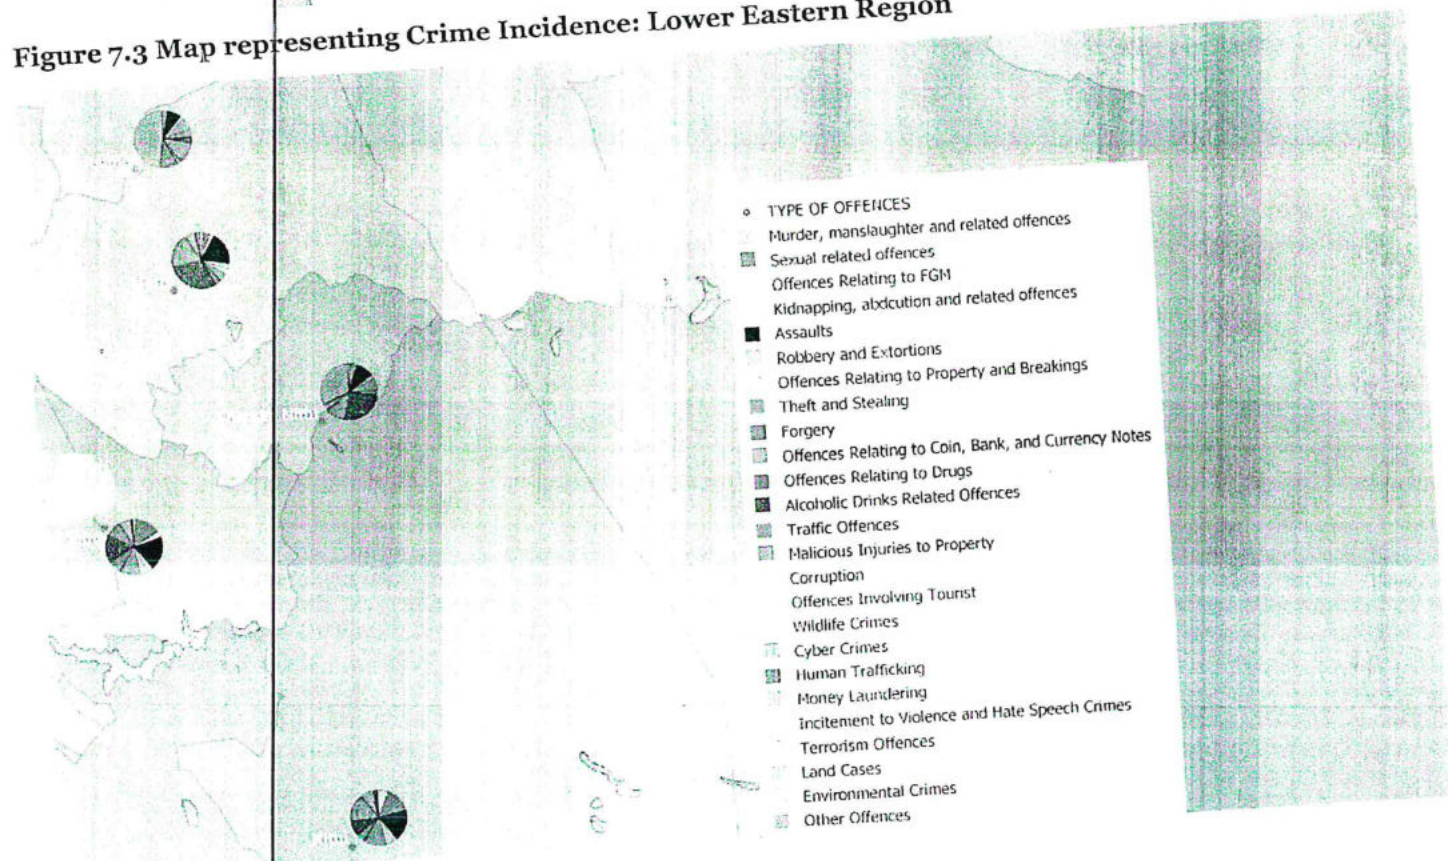 Figure 7.3 Map representing Crime Incidence: Lower Eastern Region
TYPE OF OFFENCES
Murder, manslaughter and related offences
Sexual related offences
Offences Relating to FGM
Kidnapping, abdcution and related offences
Assaults
Robbery and Extortions
Offences Relating to Property and Breakings
Theft and Stealing
Forgery
Offences Relating to Coin, Bank, and Currency Notes
Offences Relating to Drugs
Alcoholic Drinks Related Offences
Traffic Offences
Malicious Injuries to Property
Corruption
Offences Involving Tourist
Wildlife Crimes
Cyber Crimes
Human Trafficking
Money Laundering
Incitement to Violence and Hate Speech Crimes
Terrorism Offences
Land Cases
Environmental Crimes
Other Offences